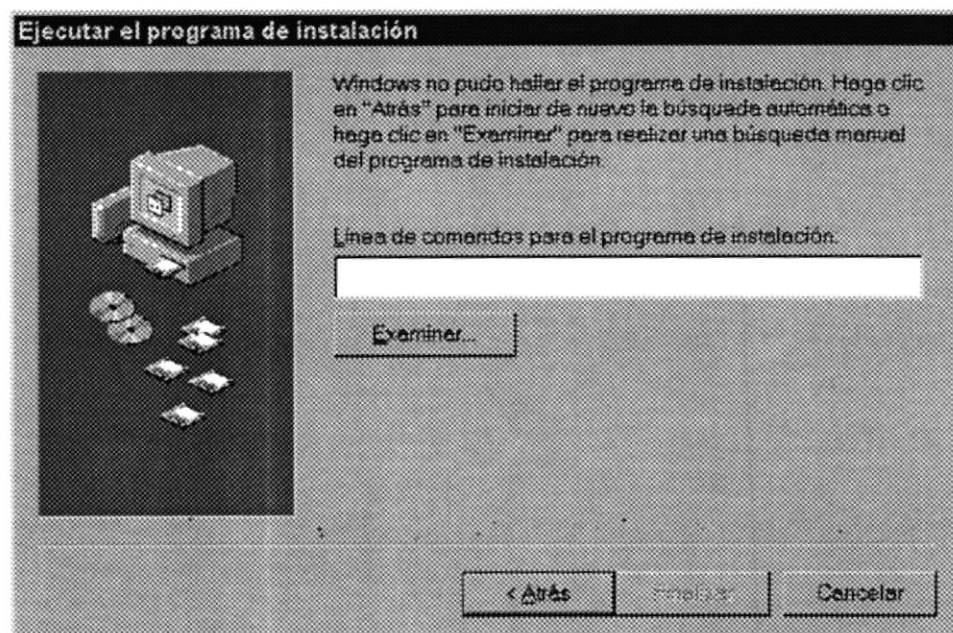 Ejecutar el programa de instalación
Windows no pudo hallar el programa de instalación. Haga clic
en "Atrás" para iniciar de nuevo la búsqueda automática o
haga clic en "Examinar" para realizar una búsqueda manual
del programa de instalación.
Línea de comandos para el programa de instalación:
Examinar...
< Atrás
Finalizar
Cancelar